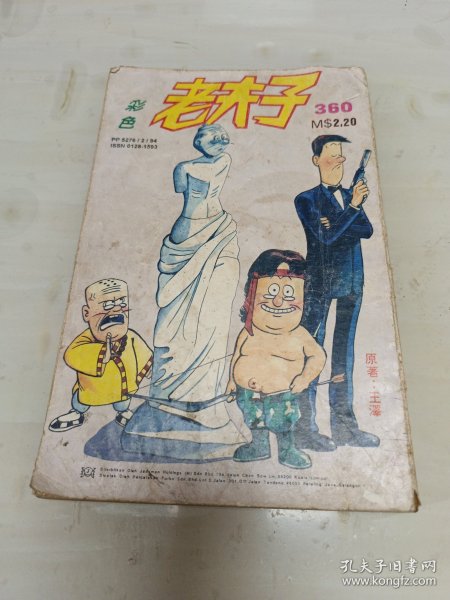 彩色
老夫子
360
M$2.20
PP 5276/2/94
ISSN 0128-1593
原著·王澤
孔夫子旧书网
www.kongfz.com